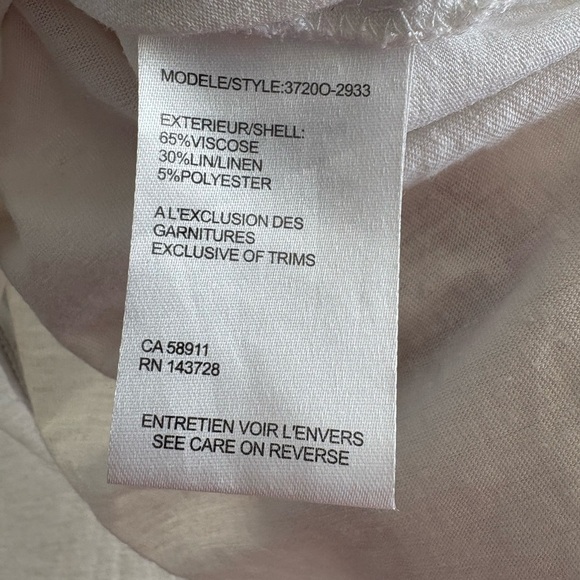 MODELE/STYLE:3720O-2933
EXTERIEUR/SHELL:
65%VISCOSE
30%LIN/LINEN
5%POLYESTER
A L'EXCLUSION DES
GARNITURES
EXCLUSIVE OF TRIMS
CA 58911
RN 143728
ENTRETIEN VOIR L'ENVERS
SEE CARE ON REVERSE